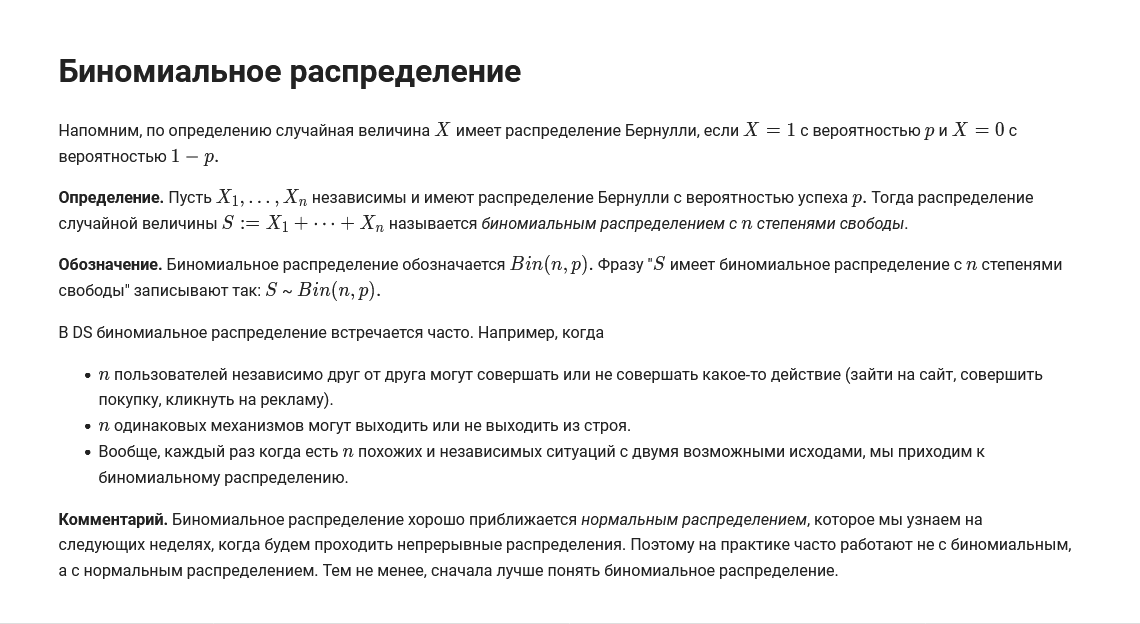 Биномиальное распределение
Напомним, по определению случайная величина X имеет распределение Бернулли, если X = 1 с вероятностью p и X = 0 с
вероятностью 1 − p.
Определение. Пусть X₁, . . . , Xₙ независимы и имеют распределение Бернулли с вероятностью успеха p. Тогда распределение
случайной величины S := X₁ + · · · + Xₙ называется биномиальным распределением с n степенями свободы.
Обозначение. Биномиальное распределение обозначается Bin(n, p). Фразу "S имеет биномиальное распределение с n степенями
свободы" записывают так: S ~ Bin(n, p).
В DS биномиальное распределение встречается часто. Например, когда
• n пользователей независимо друг от друга могут совершать или не совершать какое-то действие (зайти на сайт, совершить
покупку, кликнуть на рекламу).
• n одинаковых механизмов могут выходить или не выходить из строя.
• Вообще, каждый раз когда есть n похожих и независимых ситуаций с двумя возможными исходами, мы приходим к
биномиальному распределению.
Комментарий. Биномиальное распределение хорошо приближается нормальным распределением, которое мы узнаем на
следующих неделях, когда будем проходить непрерывные распределения. Поэтому на практике часто работают не с биномиальным,
а с нормальным распределением. Тем не менее, сначала лучше понять биномиальное распределение.